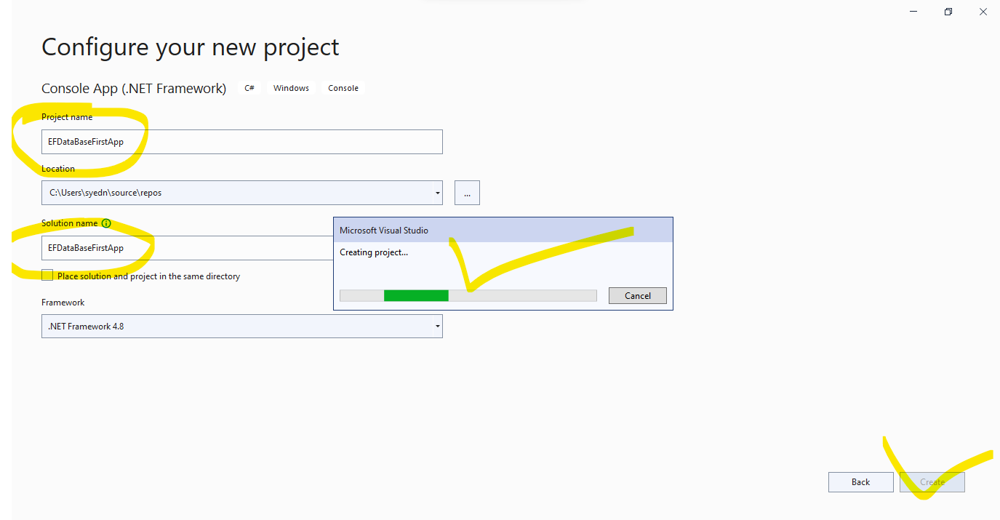 Configure your new project
Console App (.NET Framework) C# Windows Console
Project name
EFDataBaseFirstApp
Location
C:\Users\syedn\source\repos
...
Solution name
EFDataBaseFirstApp
Place solution and project in the same directory
Framework
.NET Framework 4.8
Microsoft Visual Studio
Creating project...
Cancel
Back Create